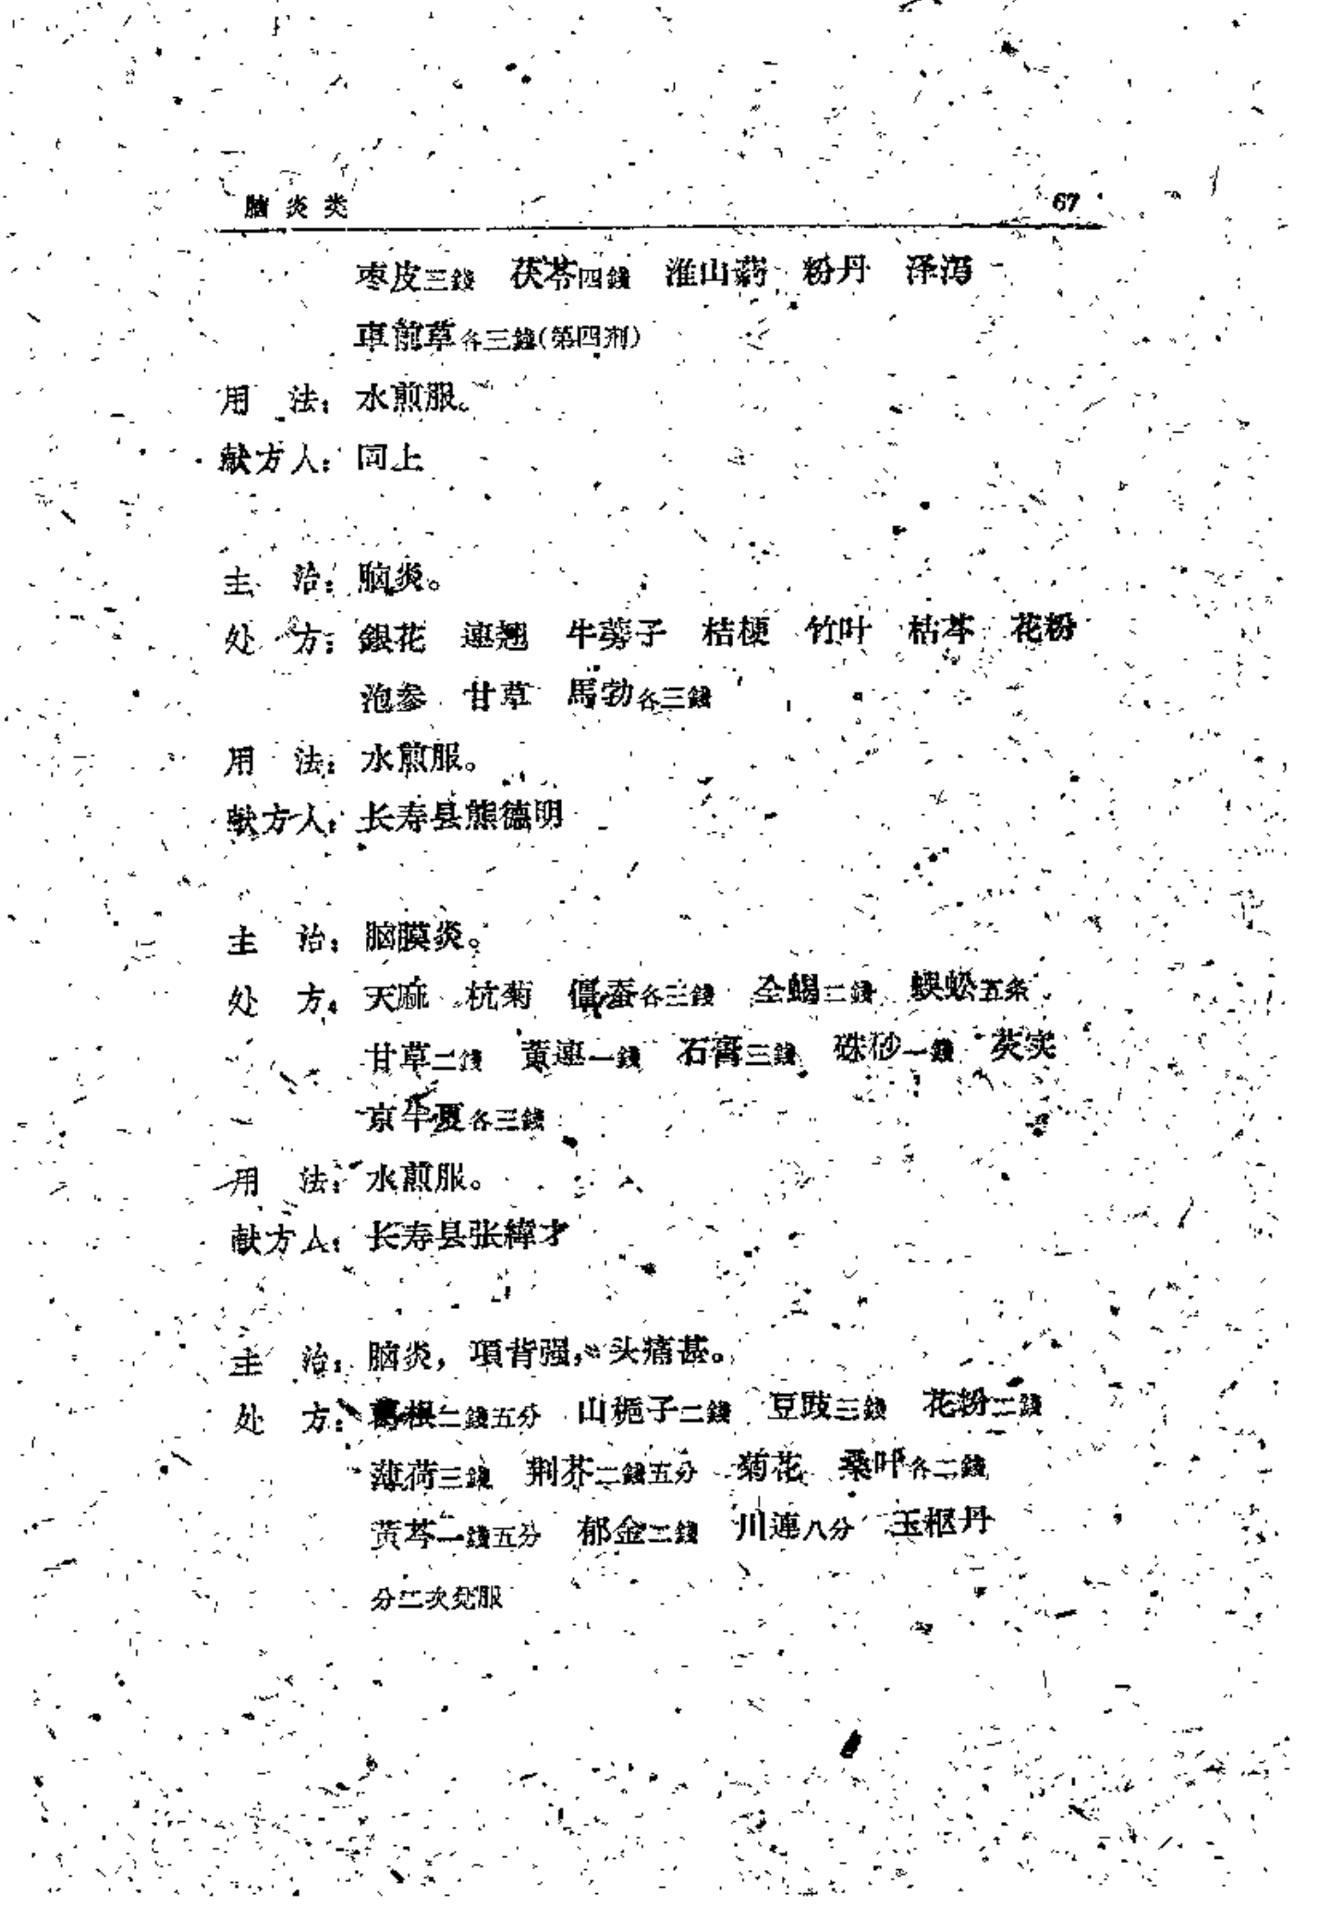 脑炎类 67
枣皮三錢 茯苓四錢 淮山葯 粉丹 泽泻
車前草各三錢(第四剂)
用 法：水煎服。
献方人：同上
主 治：脑炎。
处 方：銀花 連翘 牛蒡子 桔梗 竹叶 枯芩 花粉
泡参 甘草 馬勃各三錢
用 法：水煎服。
献方人：长寿县熊德明
主 治：脑膜炎。
处 方：天麻 杭菊 僵蚕各三錢 全蝎二錢 蜈蚣五条
甘草二錢 黄連一錢 石膏三錢 硃砂一錢 芡实
京半夏各三錢
用 法：水煎服。
献方人：长寿县张緯才
主 治：脑炎，項背强，头痛甚。
处 方：葛根二錢五分 山梔子二錢 豆豉三錢 花粉二錢
薄荷三錢 荆芥二錢五分 菊花 桑叶各二錢
黄芩一錢五分 郁金二錢 川連八分 玉枢丹
分二次兌服